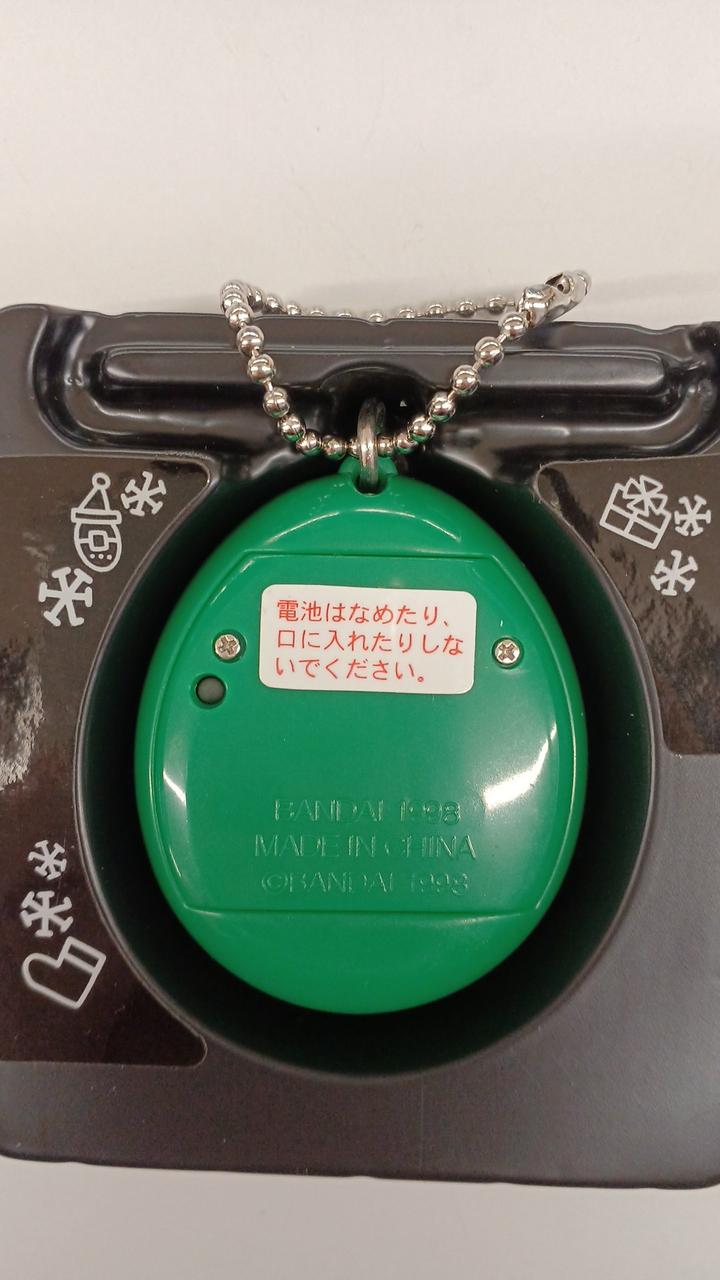 電池はなめたり、
口に入れたりしな
いでください。
BANDAI 1998
MADE IN CHINA
©BANDAI 1998